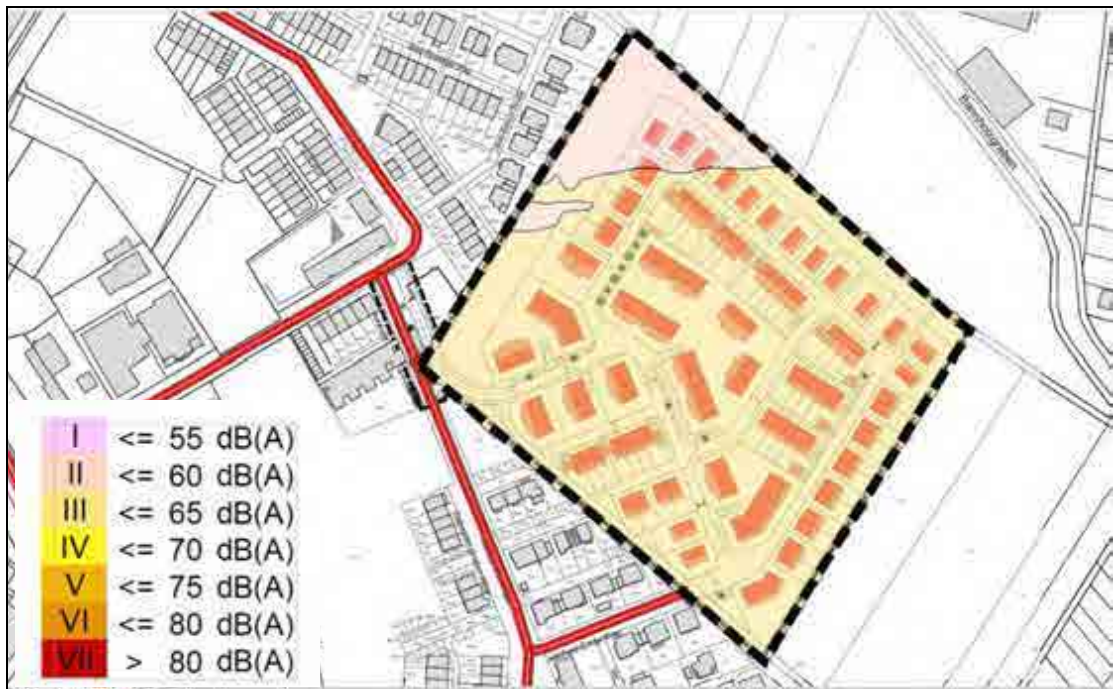 I <= 55 dB(A)
II <= 60 dB(A)
III <= 65 dB(A)
IV <= 70 dB(A)
V <= 75 dB(A)
VI <= 80 dB(A)
VII > 80 dB(A)